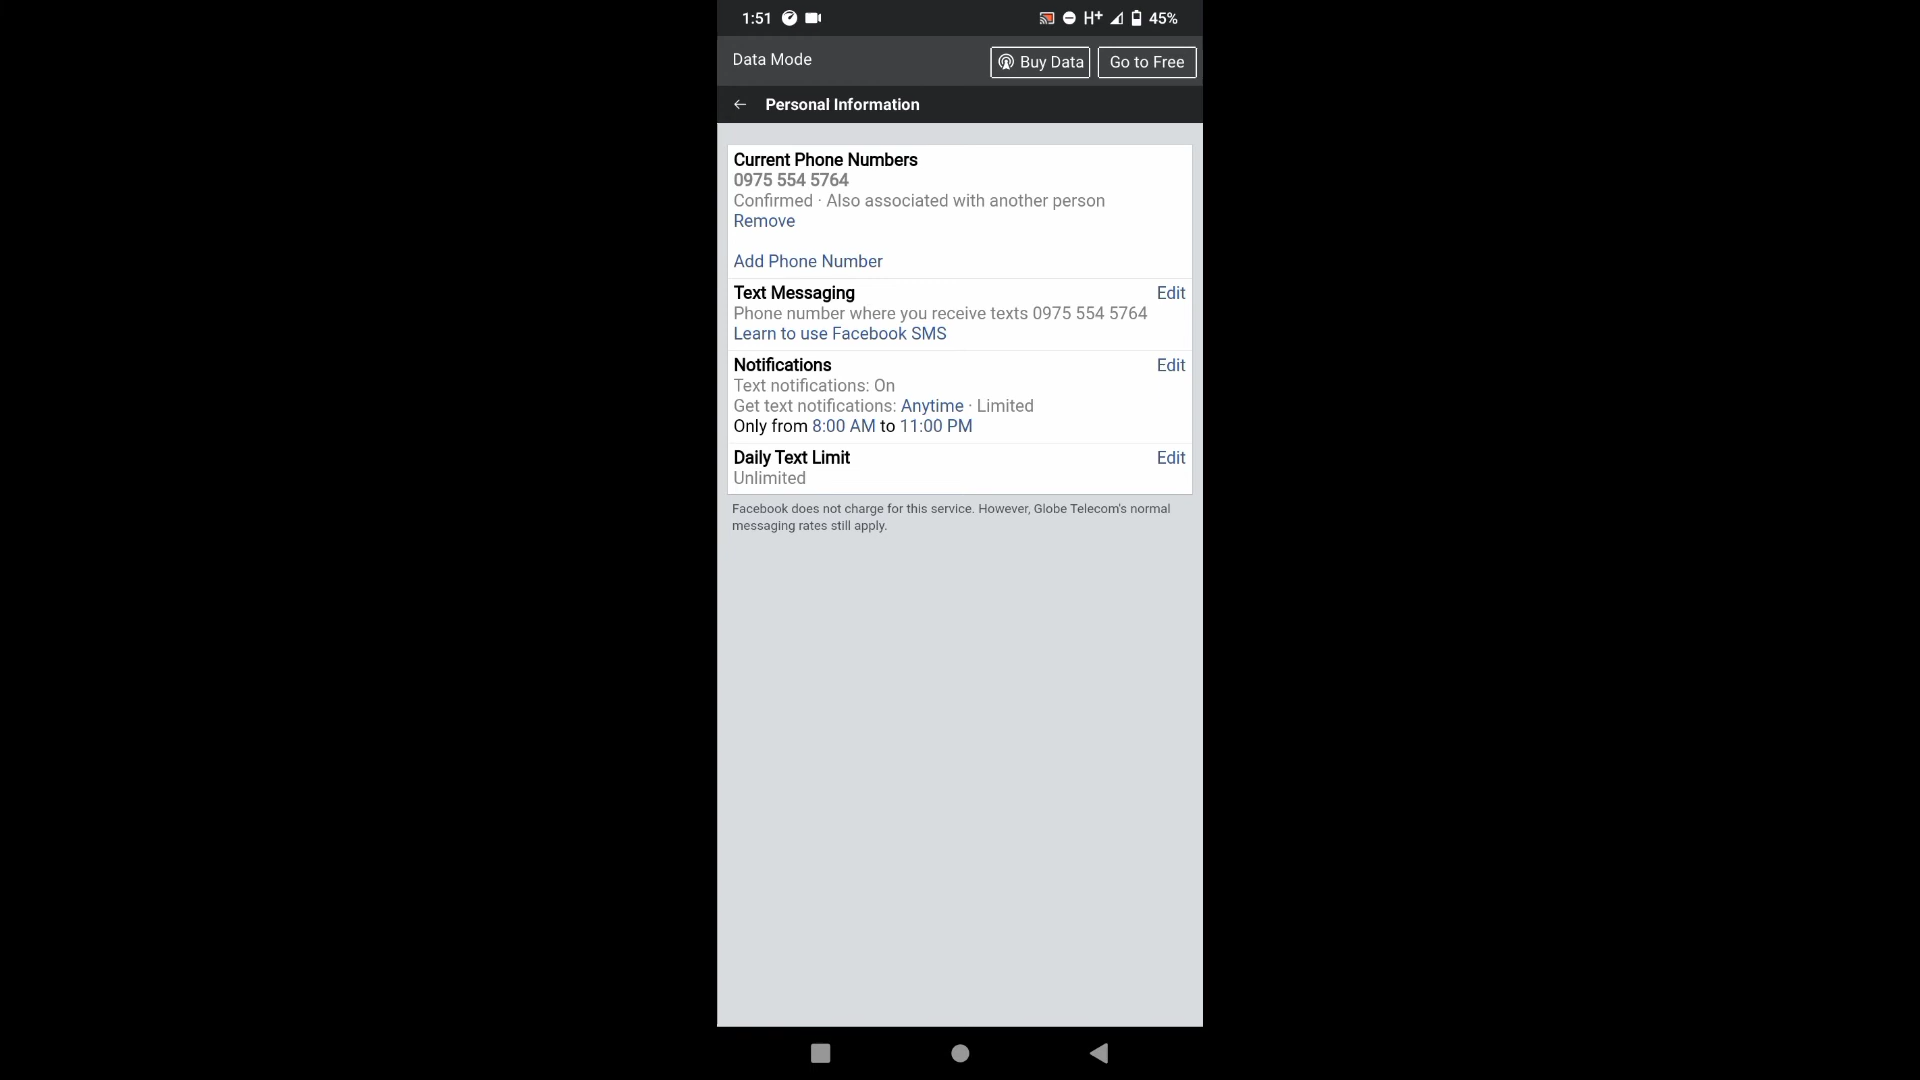 1:51 H+ 45%
Data Mode Buy Data Go to Free
Personal Information
Current Phone Numbers
0975 554 5764
Confirmed · Also associated with another person
Remove
Add Phone Number
Text Messaging Edit
Phone number where you receive texts 0975 554 5764
Learn to use Facebook SMS
Notifications Edit
Text notifications: On
Get text notifications: Anytime · Limited
Only from 8:00 AM to 11:00 PM
Daily Text Limit Edit
Unlimited
Facebook does not charge for this service. However, Globe Telecom's normal
messaging rates still apply.